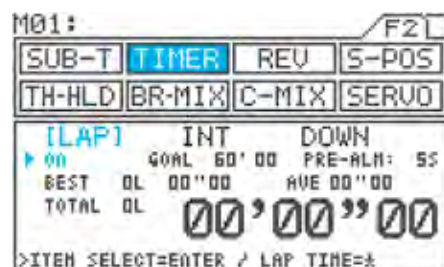 M01: F2
SUB-T TIMER REV S-POS
TH-HLD BR-MIX C-MIX SERVO
[LAP] INT DOWN
ON GOAL 60'00 PRE-ALM: 5S
BEST 0L 00"00 AVE 00"00
TOTAL 0L 00'00"00
>ITEM SELECT=ENTER / LAP TIME=±